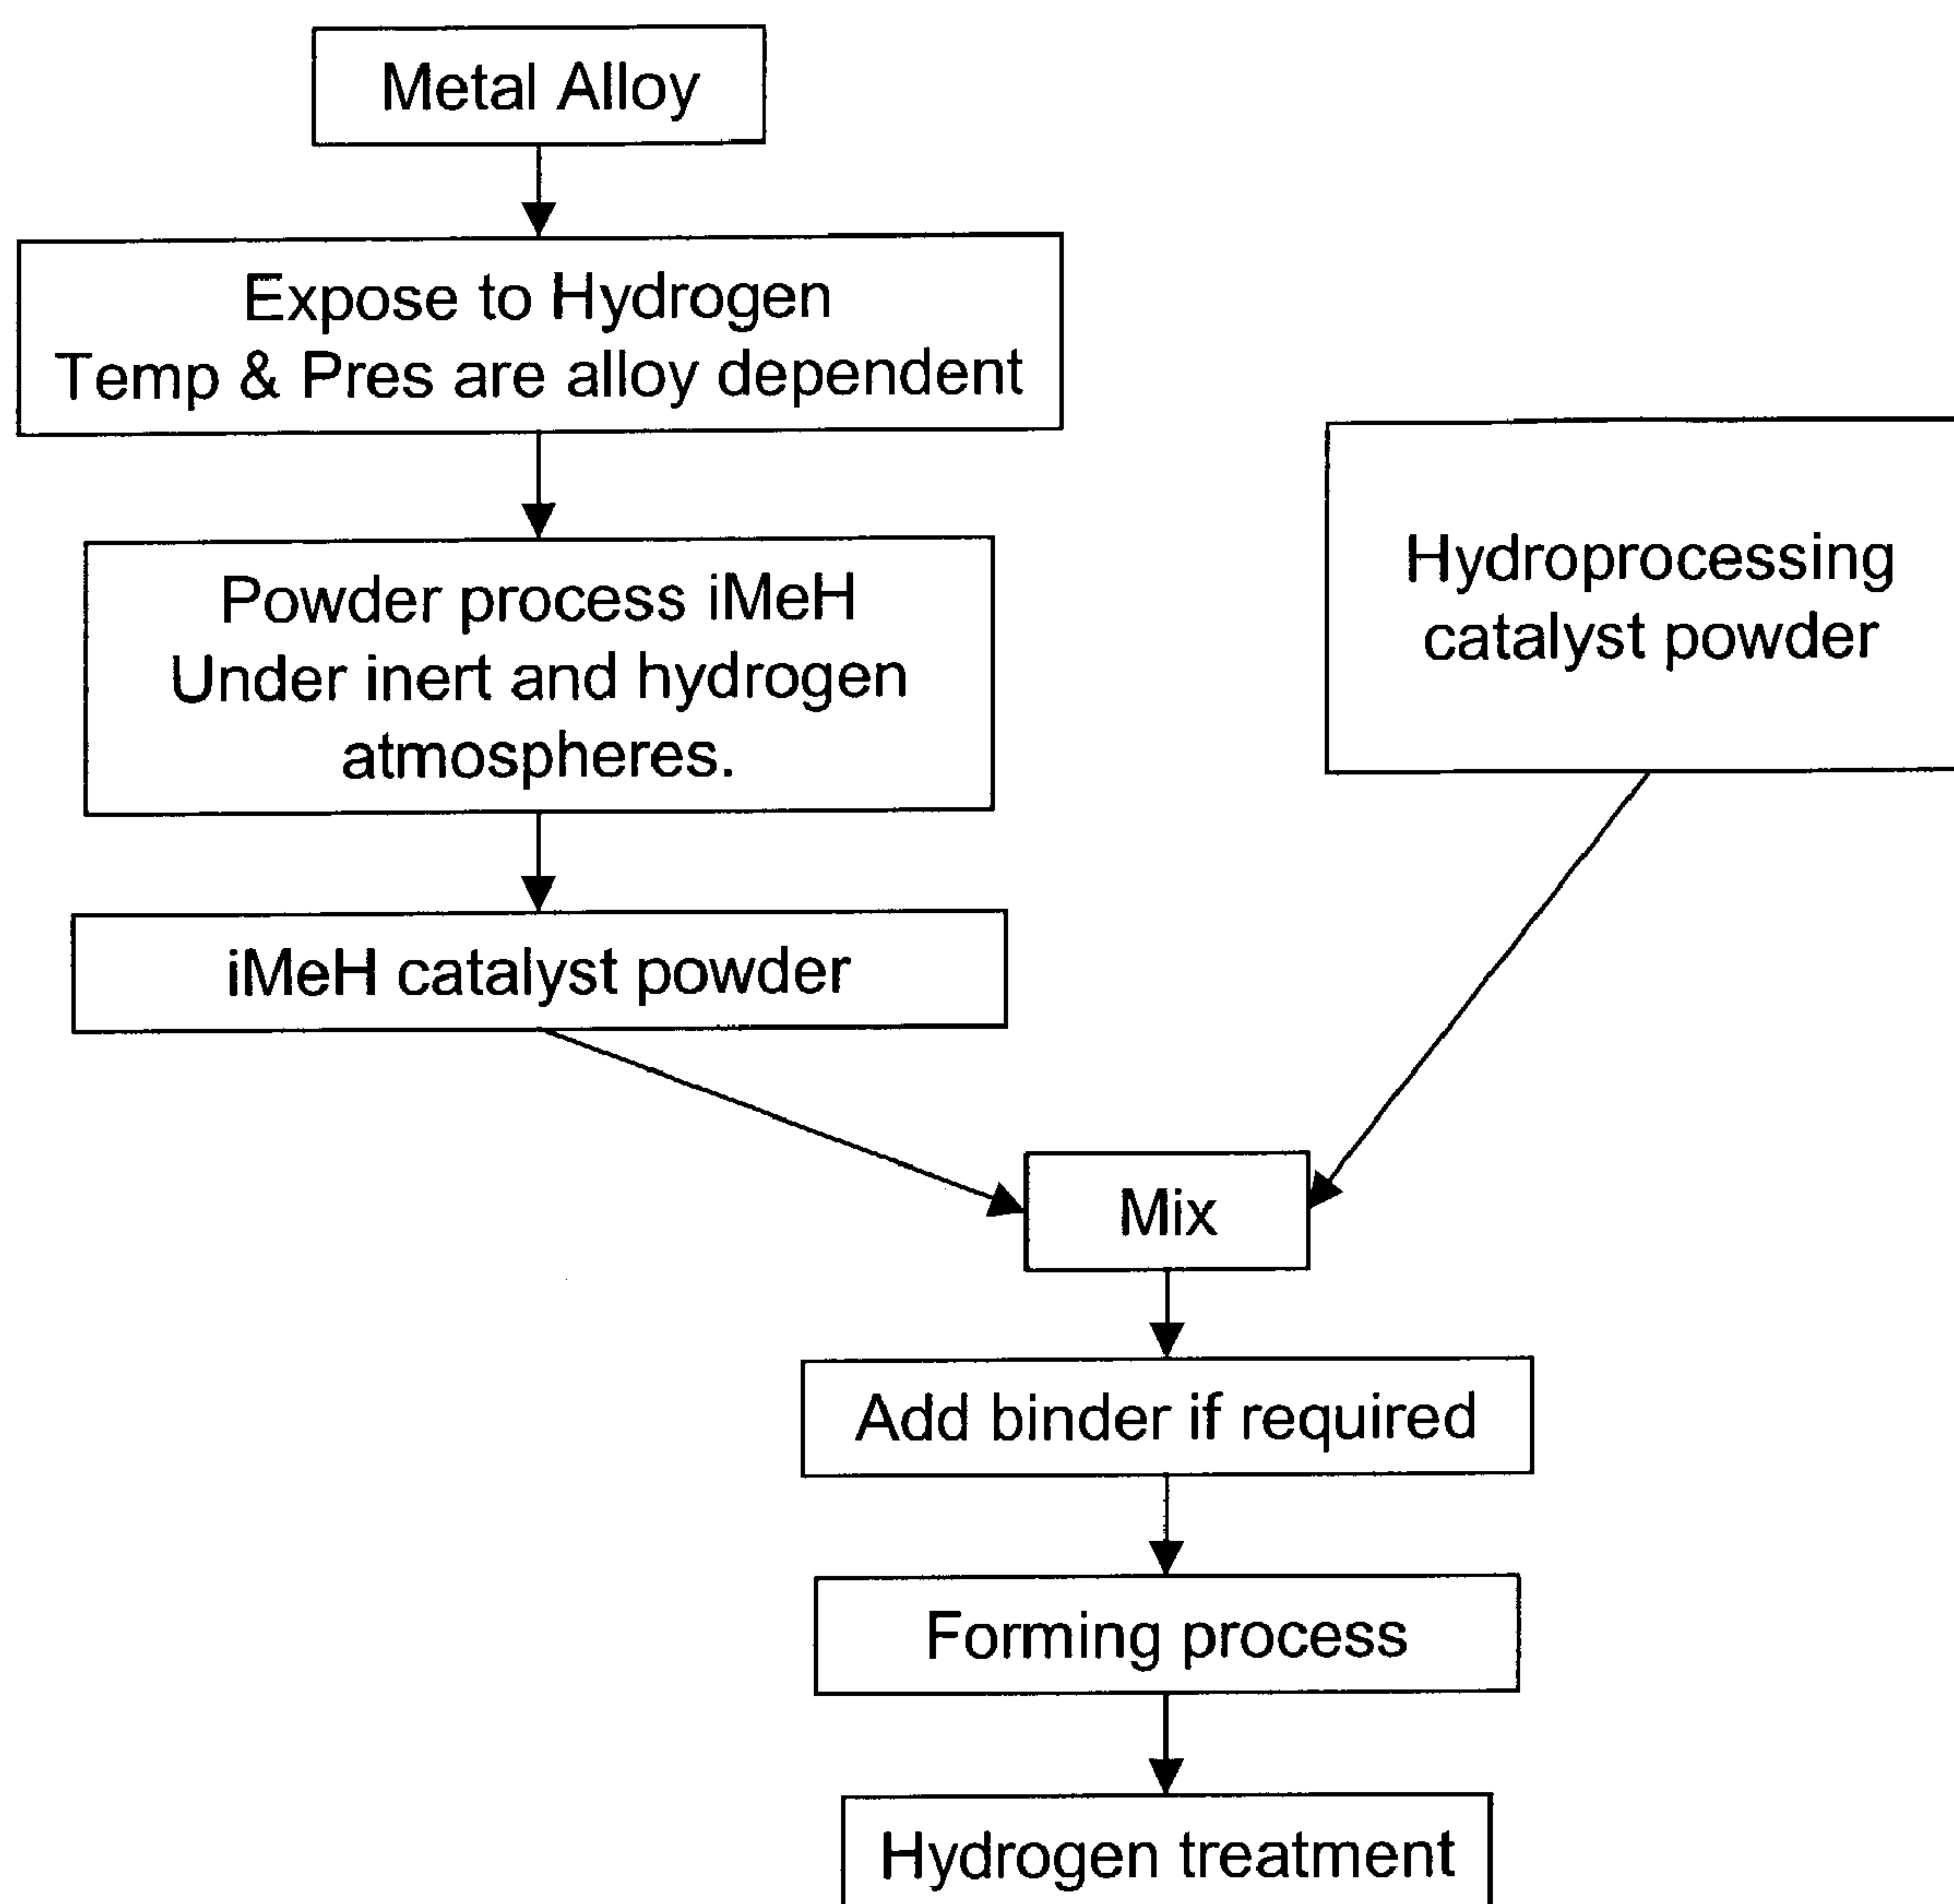 Metal Alloy
Expose to Hydrogen
Temp & Pres are alloy dependent
Powder process iMeH
Under inert and hydrogen
atmospheres.
Hydroprocessing
catalyst powder
iMeH catalyst powder
Mix
Add binder if required
Forming process
Hydrogen treatment